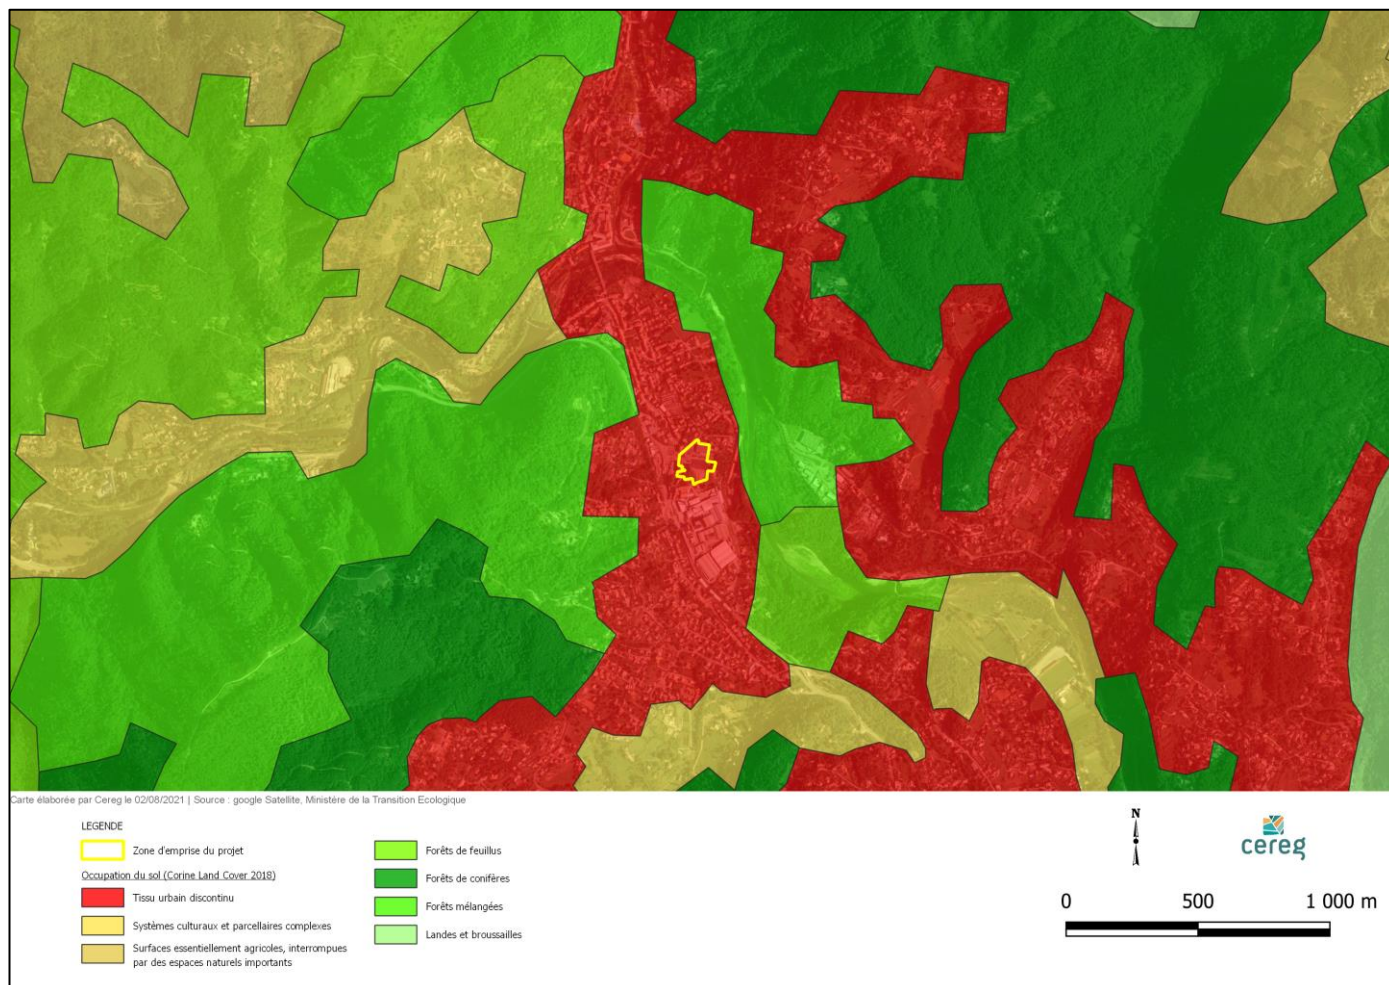 Carte élaborée par Cereg le 02/08/2021 | Source : google Satellite, Ministère de la Transition Ecologique
LEGENDE
Zone d'emprise du projet
Occupation du sol (Corine Land Cover 2018)
Tissu urbain discontinu
Systèmes culturaux et parcellaires complexes
Surfaces essentiellement agricoles, interrompues
par des espaces naturels importants
Forêts de feuillus
Forêts de conifères
Forêts mélangées
Landes et broussailles
N
cereg
0 500 1 000 m